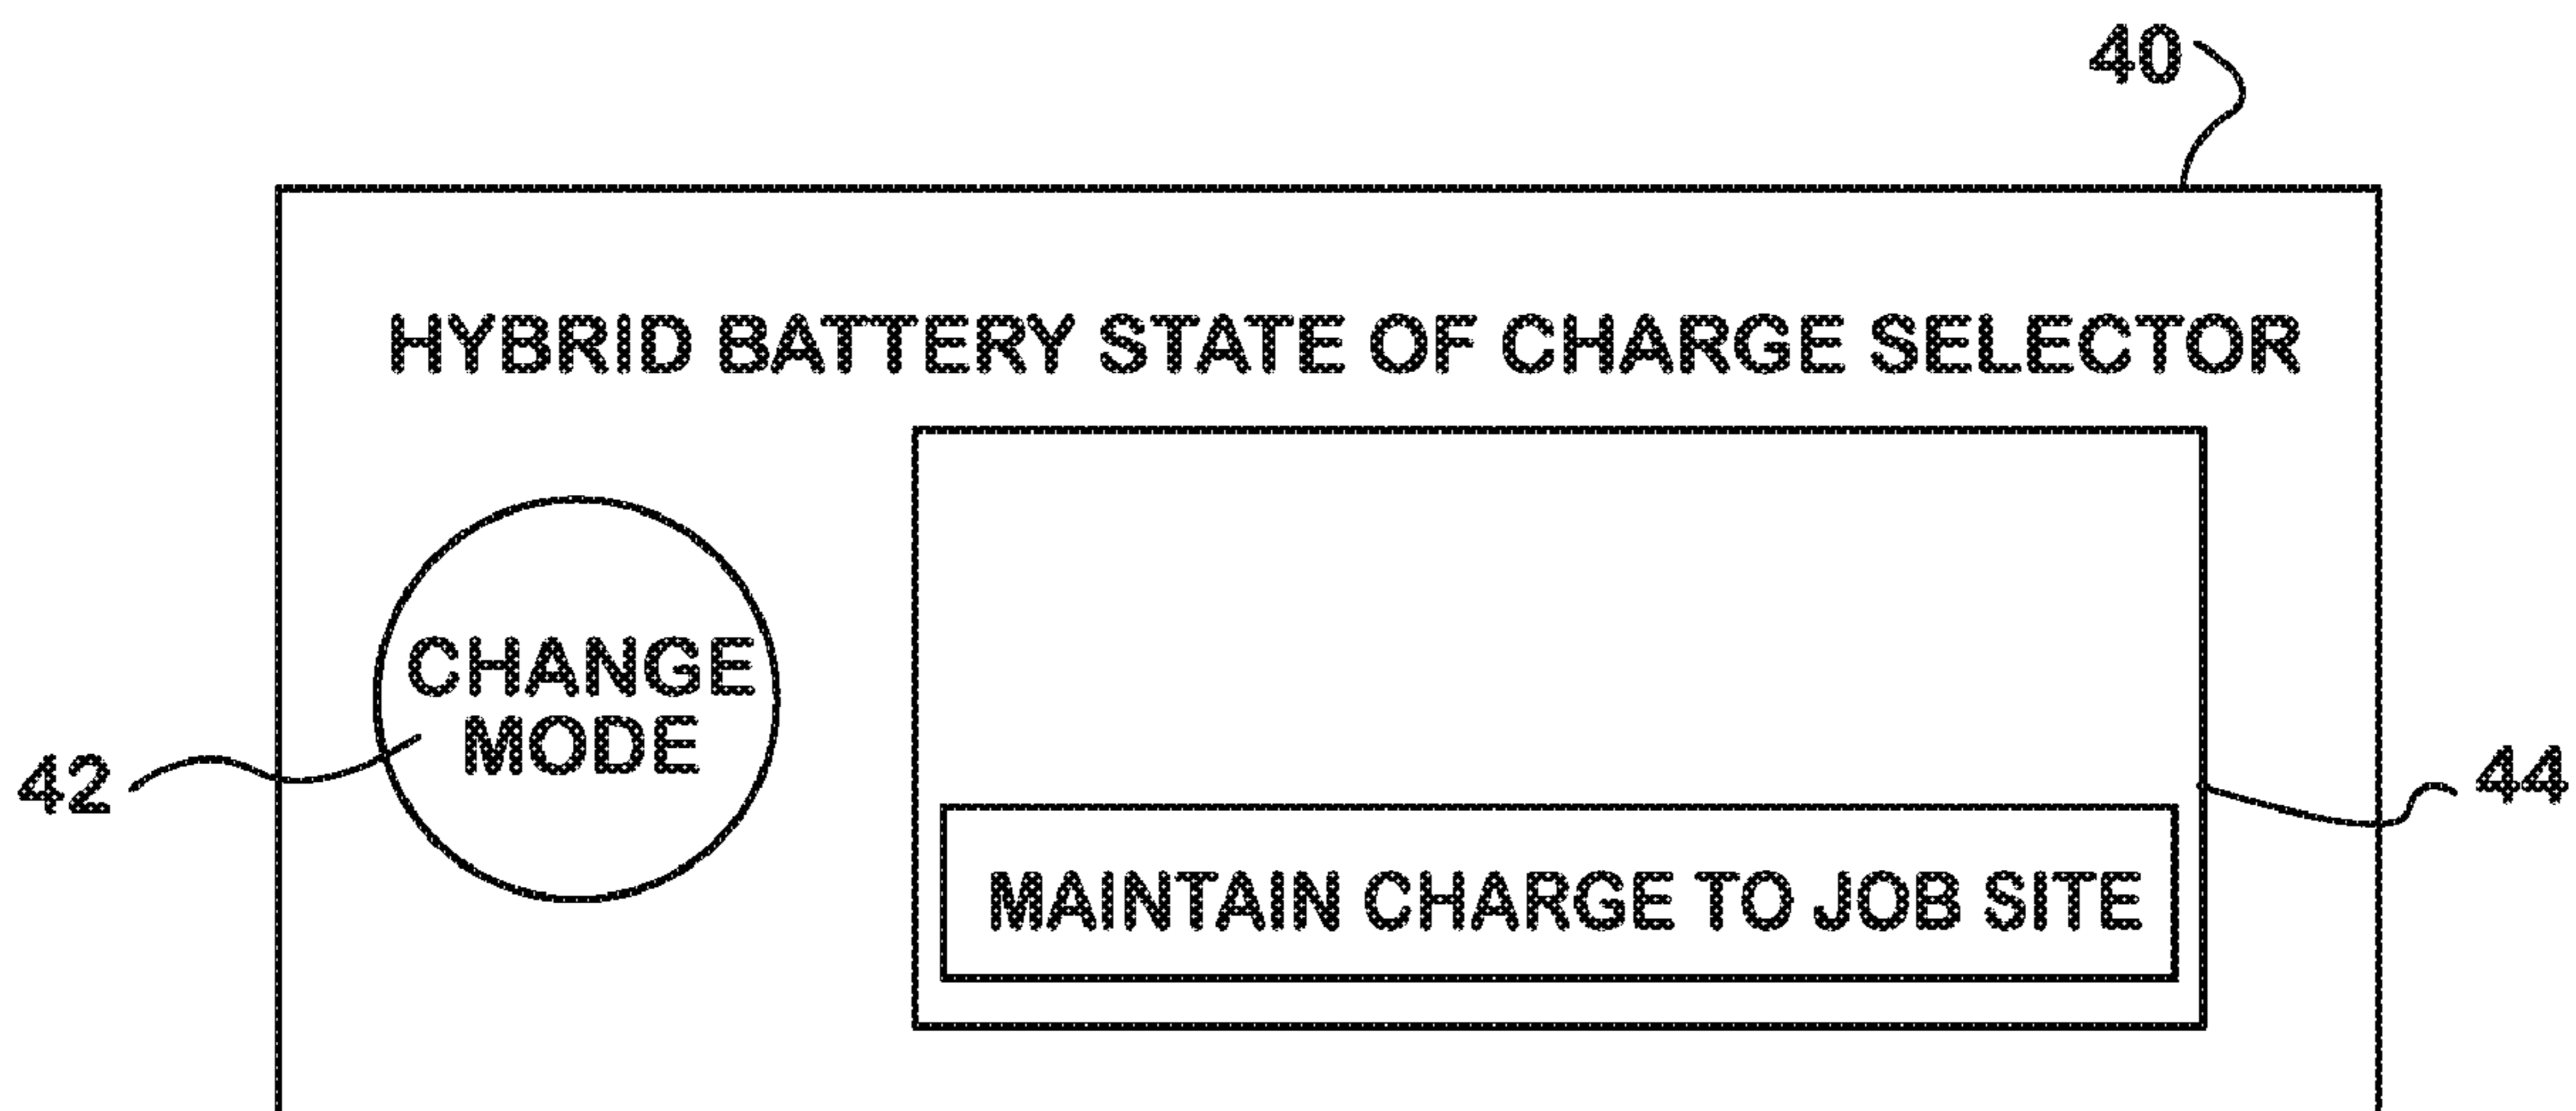 40
HYBRID BATTERY STATE OF CHARGE SELECTOR
CHANGE
MODE
42
44
MAINTAIN CHARGE TO JOB SITE